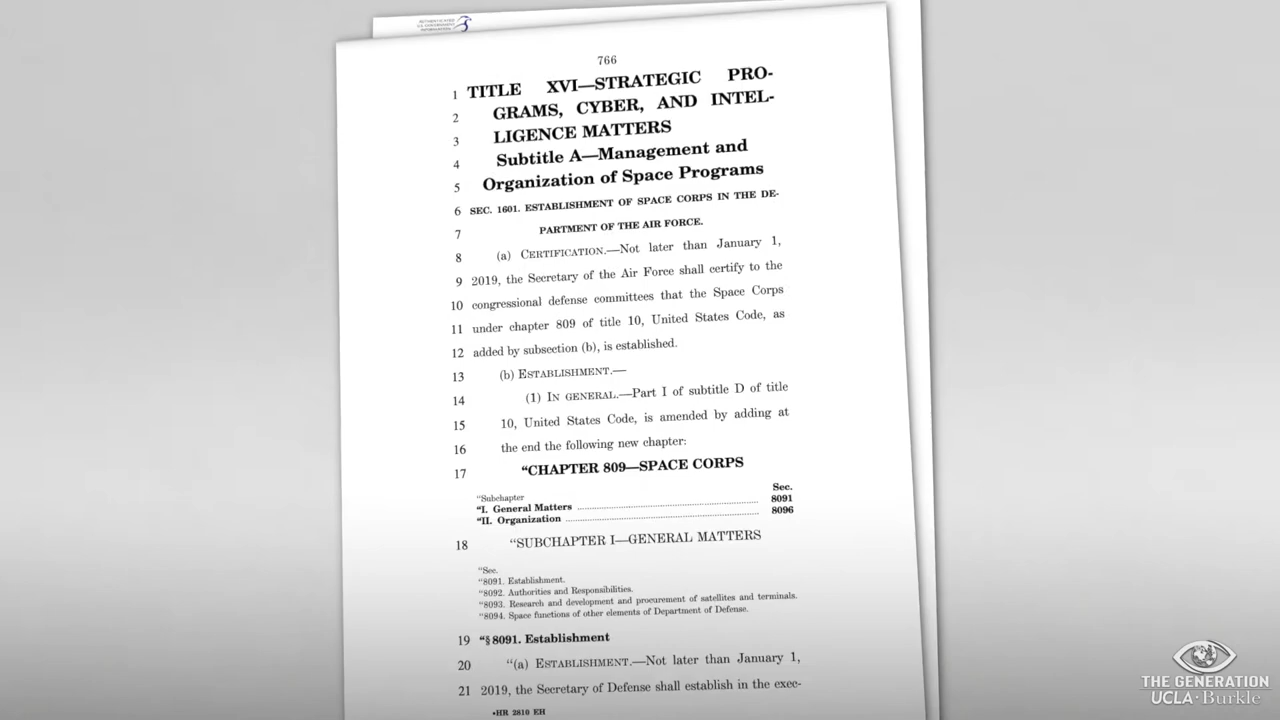 AUTHENTICATED
U.S. GOVERNMENT
INFORMATION
766
1 TITLE XVI—STRATEGIC PRO-
2 GRAMS, CYBER, AND INTEL-
3 LIGENCE MATTERS
4 Subtitle A—Management and
5 Organization of Space Programs
6 SEC. 1601. ESTABLISHMENT OF SPACE CORPS IN THE DE-
7 PARTMENT OF THE AIR FORCE.
8 (a) CERTIFICATION.—Not later than January 1,
9 2019, the Secretary of the Air Force shall certify to the
10 congressional defense committees that the Space Corps
11 under chapter 809 of title 10, United States Code, as
12 added by subsection (b), is established.
13 (b) ESTABLISHMENT.—
14 (1) IN GENERAL.—Part I of subtitle D of title
15 10, United States Code, is amended by adding at
16 the end the following new chapter:
17 “CHAPTER 809—SPACE CORPS
“Subchapter Sec.
“I. General Matters 8091
“II. Organization 8096
18 “SUBCHAPTER I—GENERAL MATTERS
“Sec.
“8091. Establishment.
“8092. Authorities and Responsibilities.
“8093. Research and development and procurement of satellites and terminals.
“8094. Space functions of other elements of Department of Defense.
19 “§ 8091. Establishment
20 “(a) ESTABLISHMENT.—Not later than January 1,
21 2019, the Secretary of Defense shall establish in the exec-
•HR 2810 EH
THE GENERATION
UCLA·Burkle